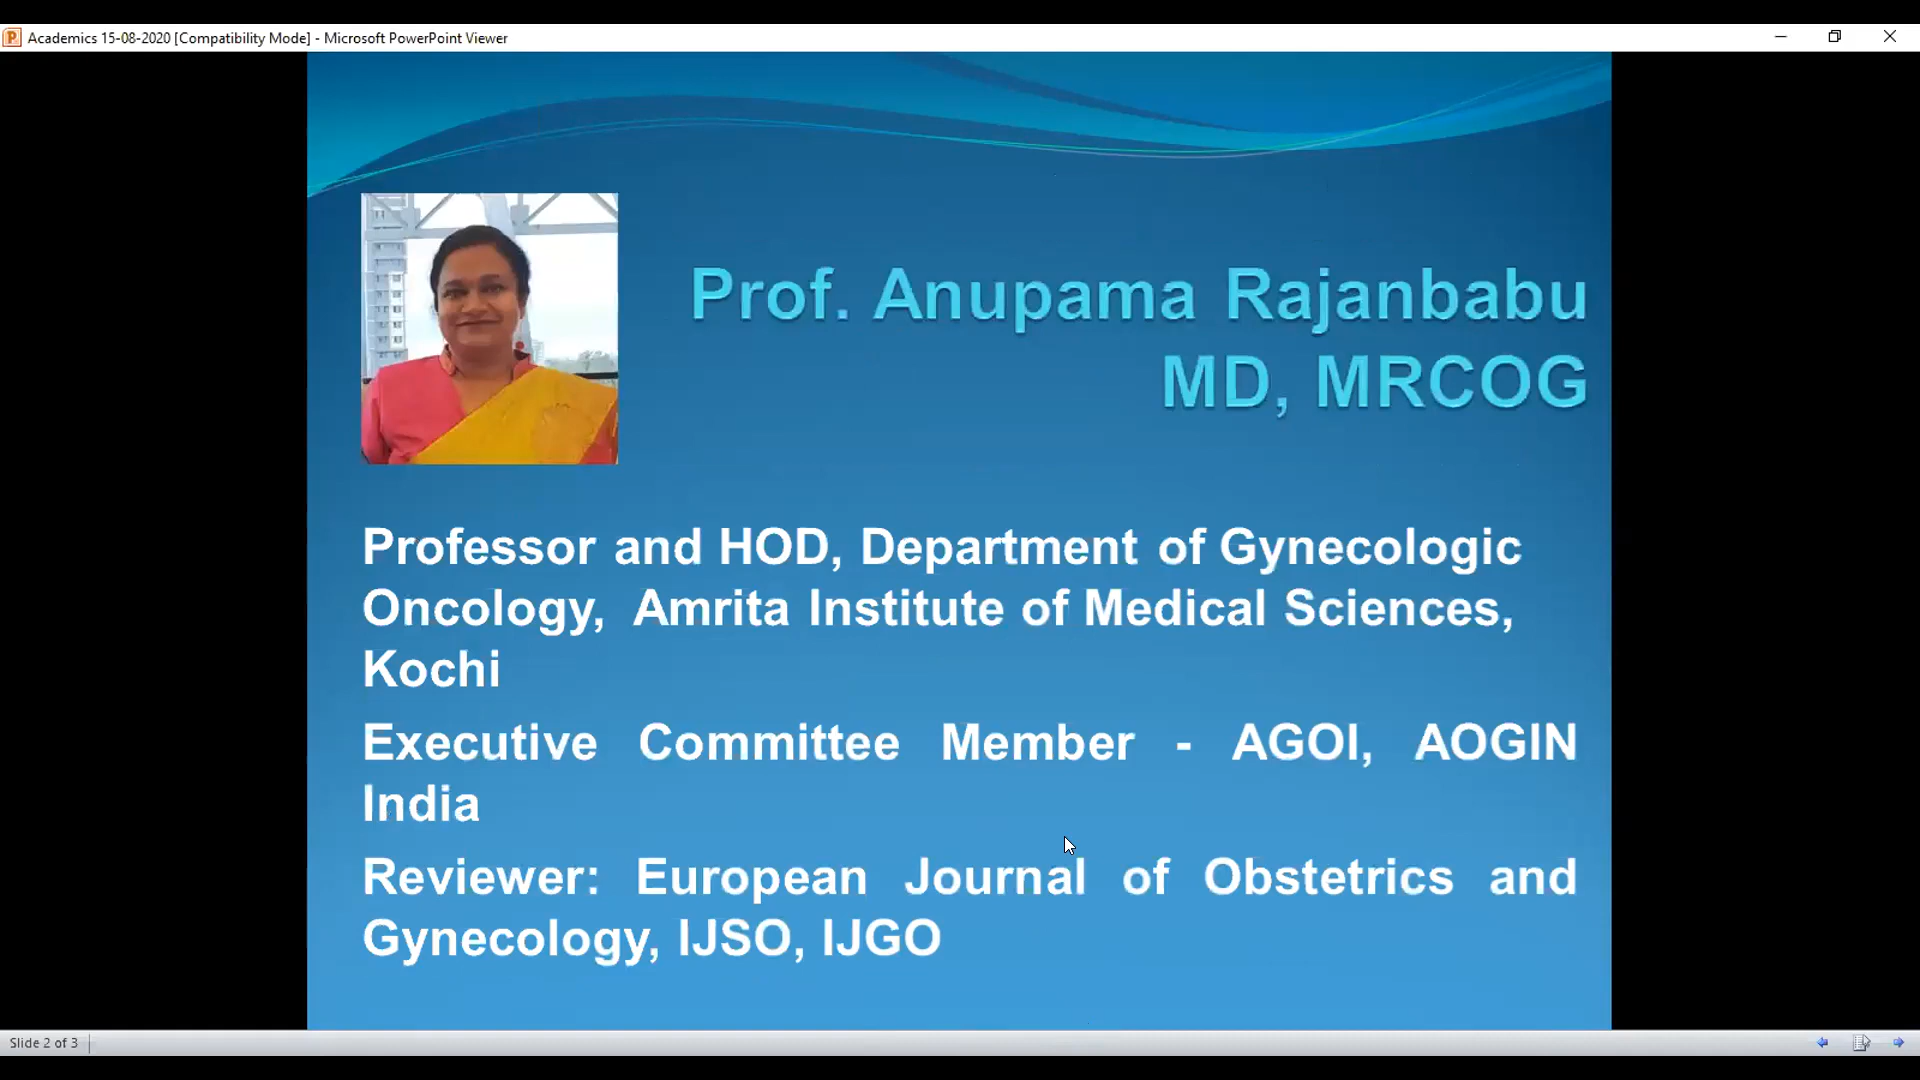 Academics 15-08-2020 [Compatibility Mode] - Microsoft PowerPoint Viewer
Prof. Anupama Rajanbabu
MD, MRCOG
Professor and HOD, Department of Gynecologic
Oncology, Amrita Institute of Medical Sciences,
Kochi
Executive Committee Member - AGOI, AOGIN
India
Reviewer: European Journal of Obstetrics and
Gynecology, IJSO, IJGO
Slide 2 of 3